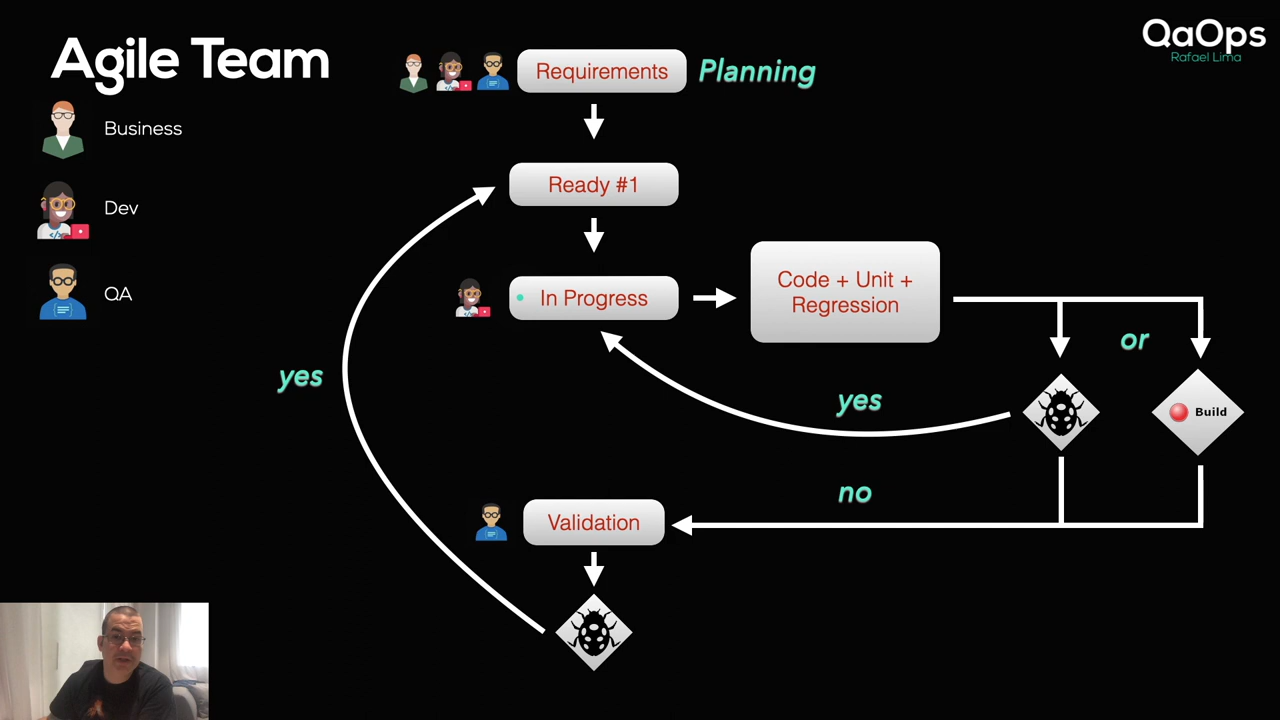 Agile Team
QaOps
Rafael Lima
Requirements
Planning
Business
Ready #1
Dev
In Progress
Code + Unit +
Regression
QA
or
yes
yes
Build
no
Validation